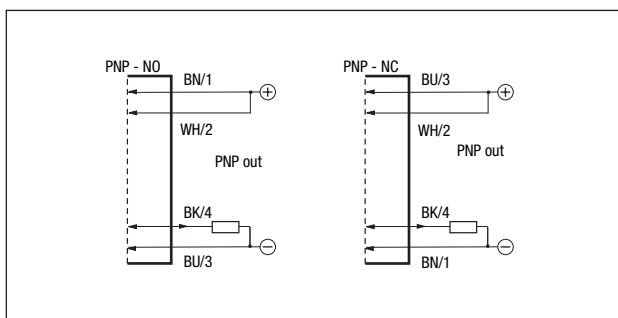 PNP - NO
BN/1
+
WH/2
PNP out
BK/4
−
BU/3
PNP - NC
BU/3
+
WH/2
PNP out
BK/4
−
BN/1